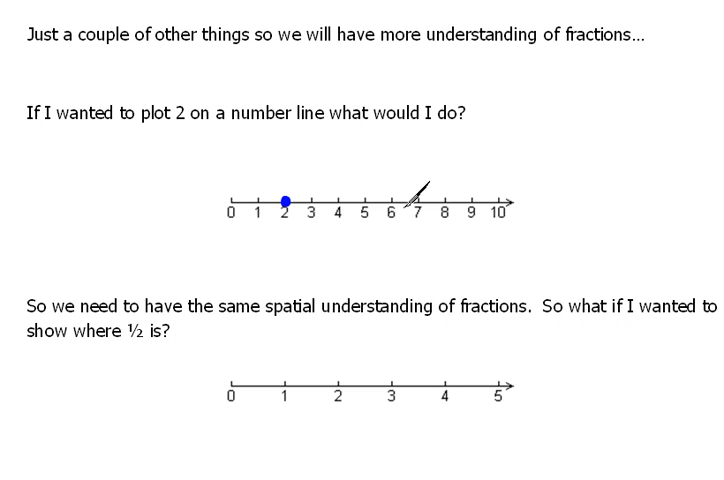 Just a couple of other things so we will have more understanding of fractions...
If I wanted to plot 2 on a number line what would I do?
0 1 2 3 4 5 6 7 8 9 10
So we need to have the same spatial understanding of fractions.  So what if I wanted to
show where ½ is?
0 1 2 3 4 5